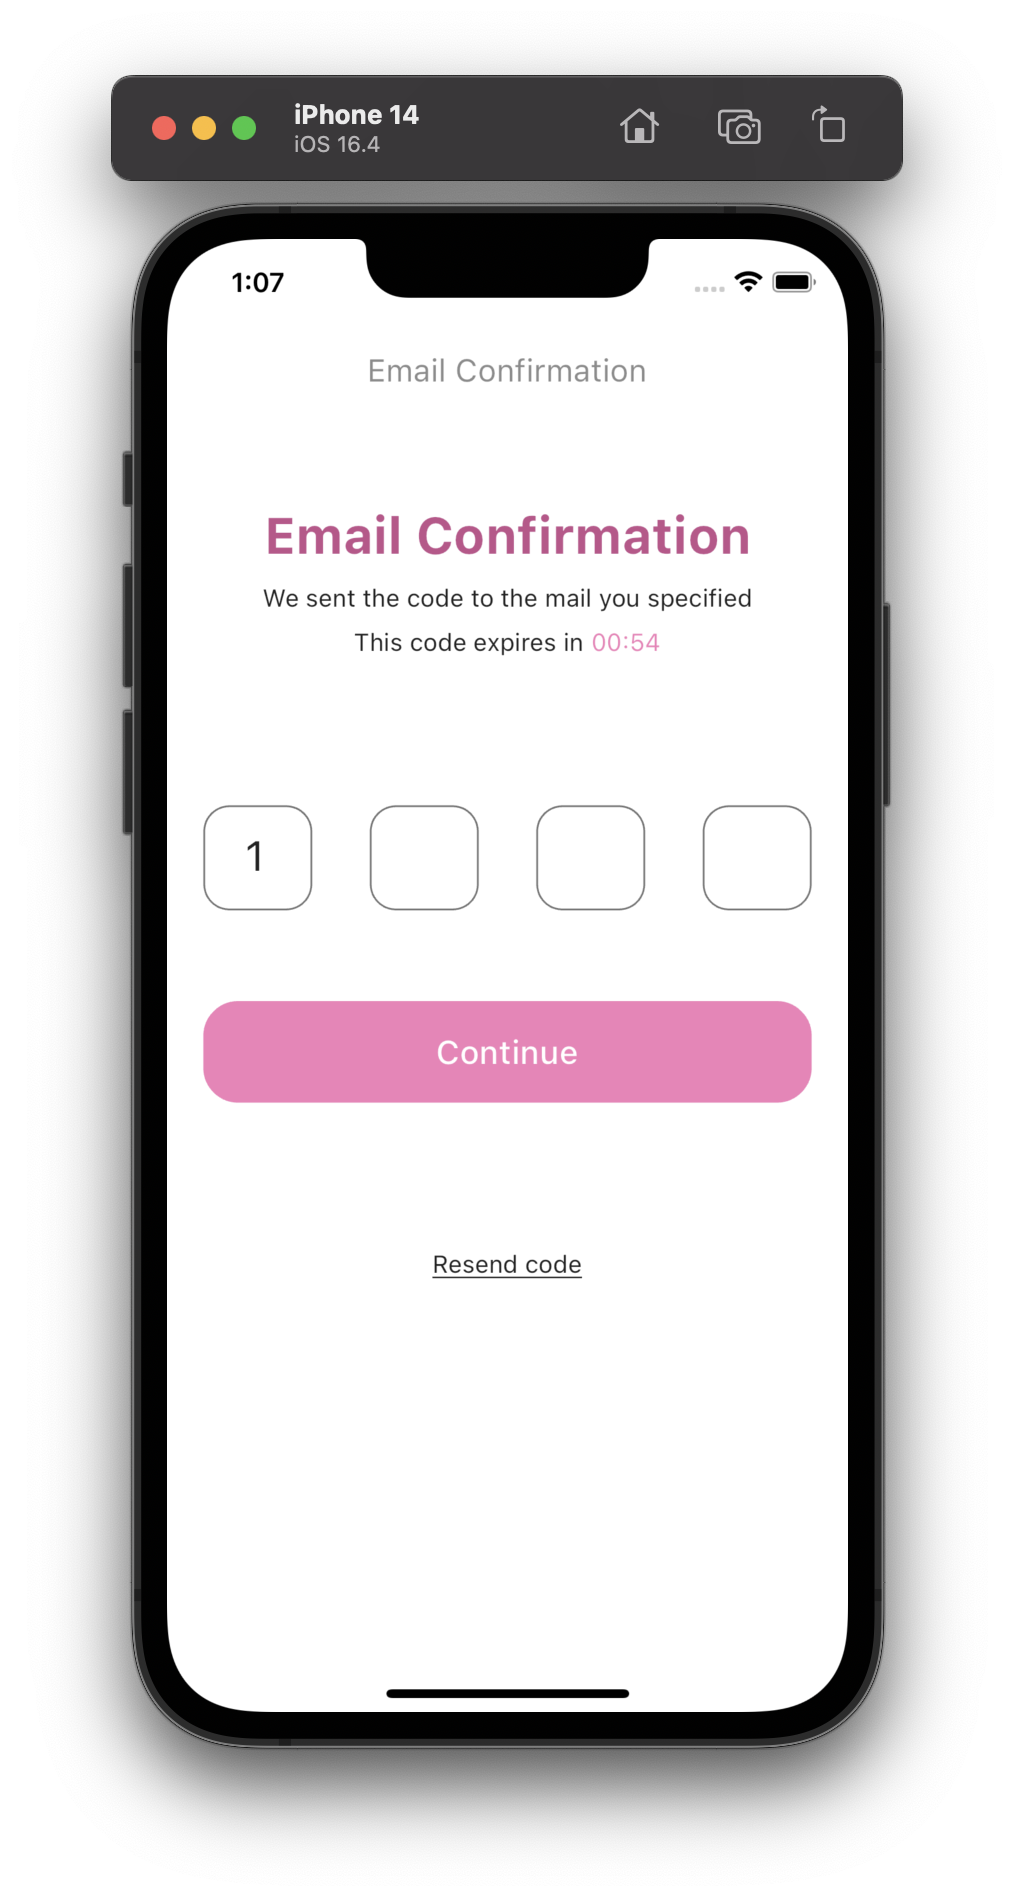 iPhone 14
iOS 16.4
1:07
Email Confirmation
Email Confirmation
We sent the code to the mail you specified
This code expires in 00:54
1
Continue
Resend code